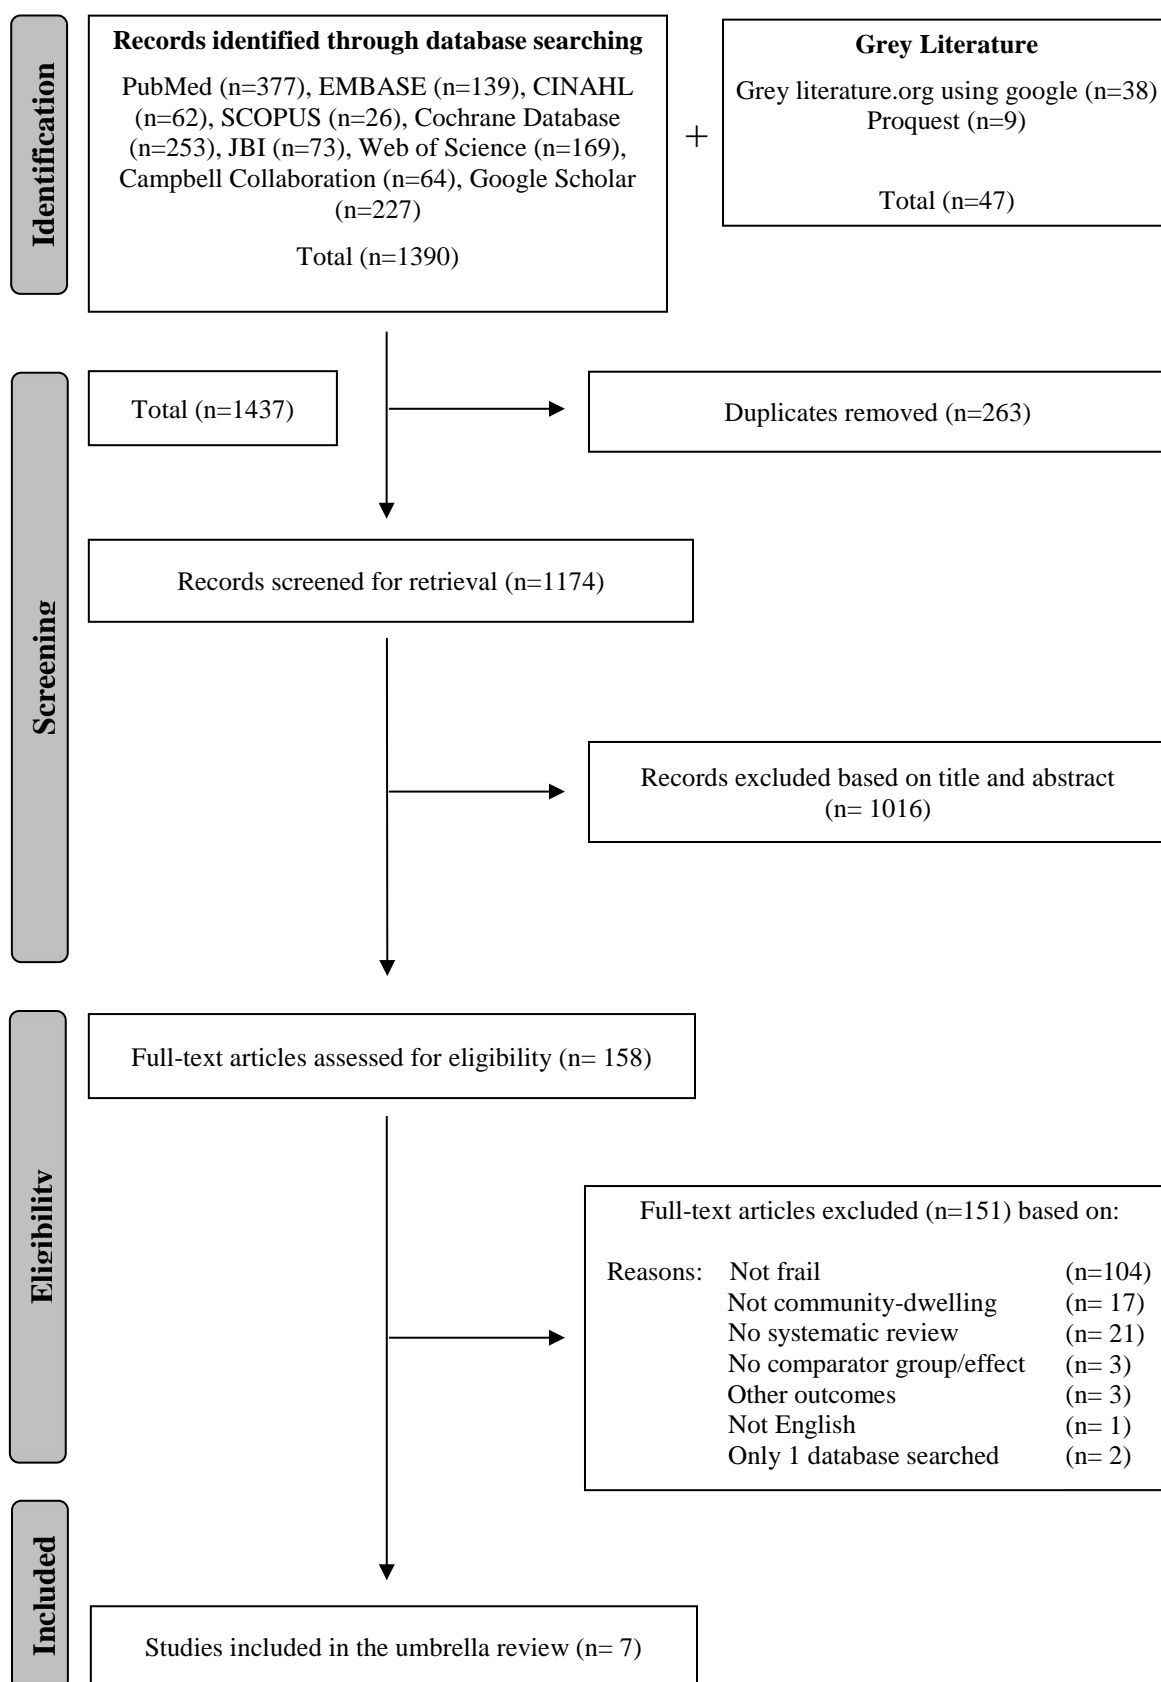 Identification
Records identified through database searching
PubMed (n=377), EMBASE (n=139), CINAHL
(n=62), SCOPUS (n=26), Cochrane Database
(n=253), JBI (n=73), Web of Science (n=169),
Campbell Collaboration (n=64), Google Scholar
(n=227)
Total (n=1390)
+
Grey Literature
Grey literature.org using google (n=38)
Proquest (n=9)
Total (n=47)
Screening
Total (n=1437)
Duplicates removed (n=263)
Records screened for retrieval (n=1174)
Records excluded based on title and abstract
(n= 1016)
Eligibility
Full-text articles assessed for eligibility (n= 158)
Full-text articles excluded (n=151) based on:
Reasons: Not frail (n=104)
Not community-dwelling (n= 17)
No systematic review (n= 21)
No comparator group/effect (n= 3)
Other outcomes (n= 3)
Not English (n= 1)
Only 1 database searched (n= 2)
Included
Studies included in the umbrella review (n= 7)